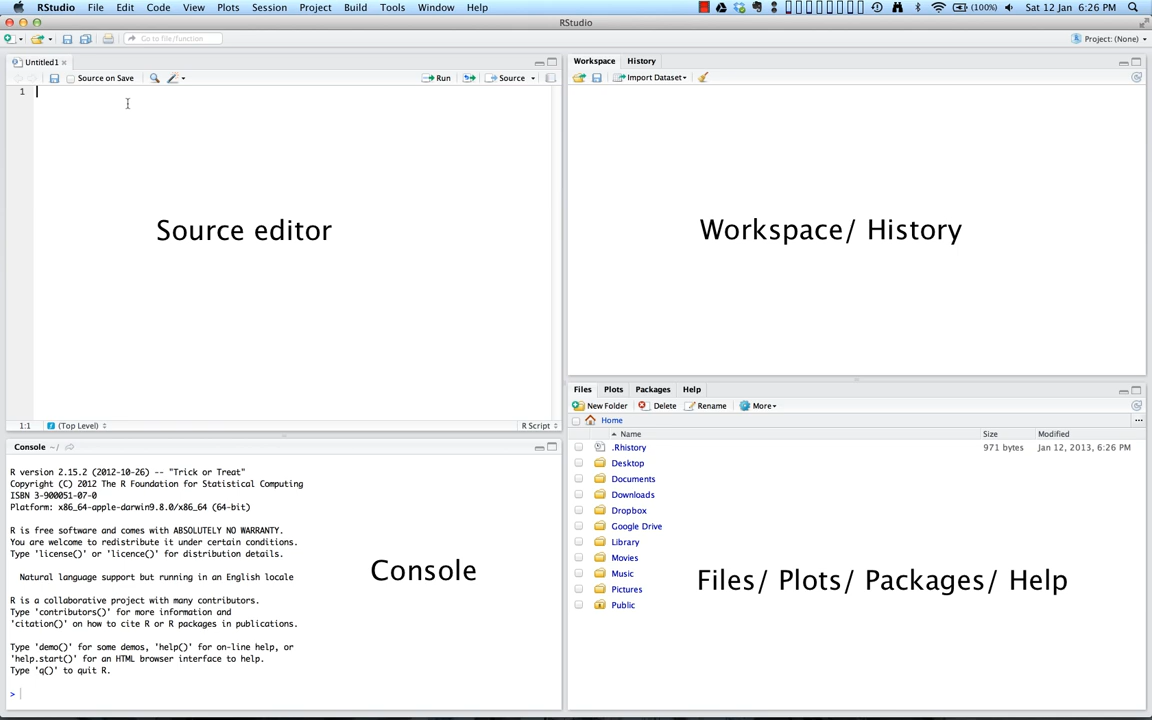 RStudio File Edit Code View Plots Session Project Build Tools Window Help (100%) Sat 12 Jan 6:26 PM
RStudio
Go to file/function Project: (None)
Untitled1
Source on Save Run Source
1
Source editor
1:1 (Top Level) R Script
Workspace History
Import Dataset
Workspace/ History
Console ~/
R version 2.15.2 (2012-10-26) -- "Trick or Treat"
Copyright (C) 2012 The R Foundation for Statistical Computing
ISBN 3-900051-07-0
Platform: x86_64-apple-darwin9.8.0/x86_64 (64-bit)
R is free software and comes with ABSOLUTELY NO WARRANTY.
You are welcome to redistribute it under certain conditions.
Type 'license()' or 'licence()' for distribution details.
Natural language support but running in an English locale
R is a collaborative project with many contributors.
Type 'contributors()' for more information and
'citation()' on how to cite R or R packages in publications.
Type 'demo()' for some demos, 'help()' for on-line help, or
'help.start()' for an HTML browser interface to help.
Type 'q()' to quit R.
>
Console
Files Plots Packages Help
New Folder Delete Rename More
Home
Name Size Modified
.Rhistory 971 bytes Jan 12, 2013, 6:26 PM
Desktop
Documents
Downloads
Dropbox
Google Drive
Library
Movies
Music
Pictures
Public
Files/ Plots/ Packages/ Help